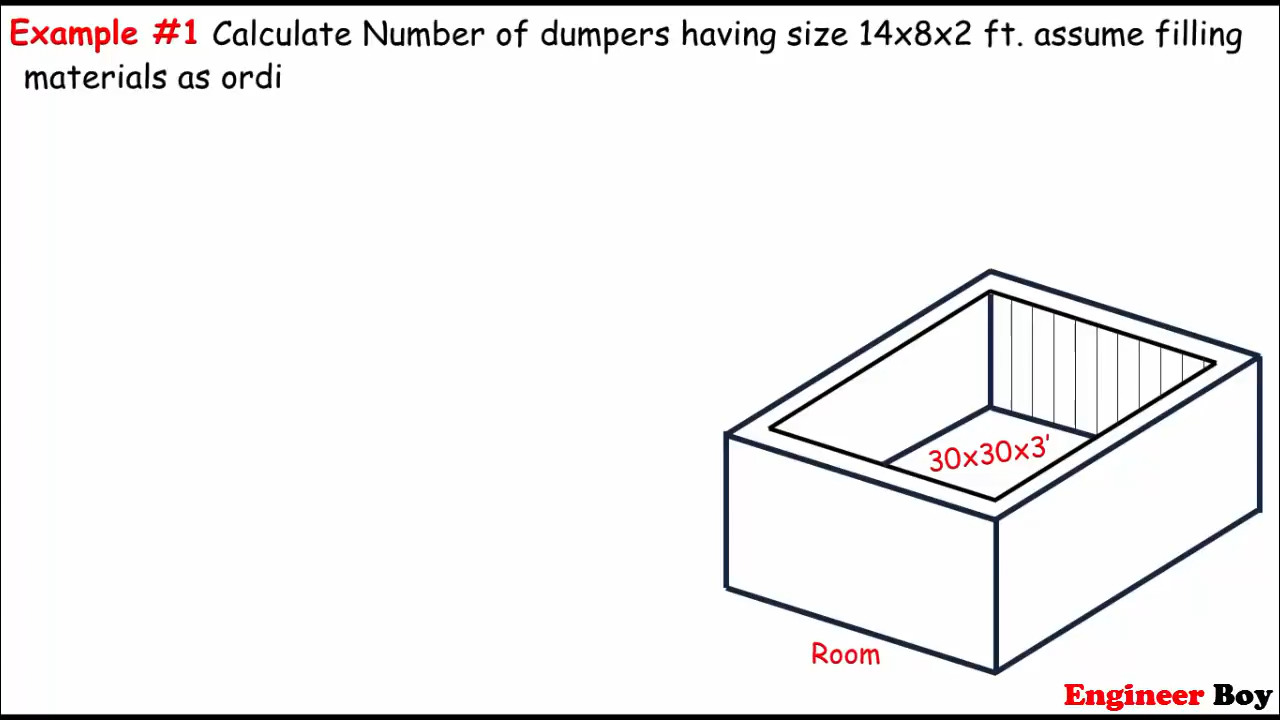 Example #1 Calculate Number of dumpers having size 14x8x2 ft. assume filling
materials as ordi
30x30x3'
Room
Engineer Boy